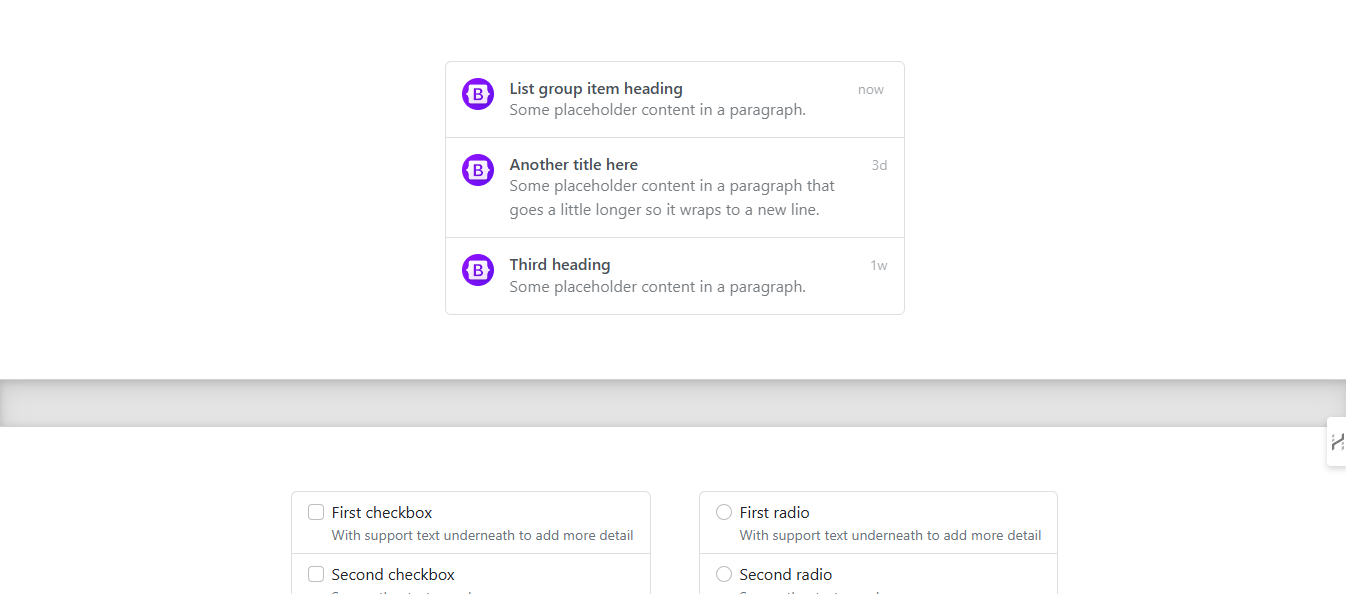 B List group item heading now
Some placeholder content in a paragraph.
B Another title here 3d
Some placeholder content in a paragraph that
goes a little longer so it wraps to a new line.
B Third heading 1w
Some placeholder content in a paragraph.
First checkbox
With support text underneath to add more detail
Second checkbox
First radio
With support text underneath to add more detail
Second radio